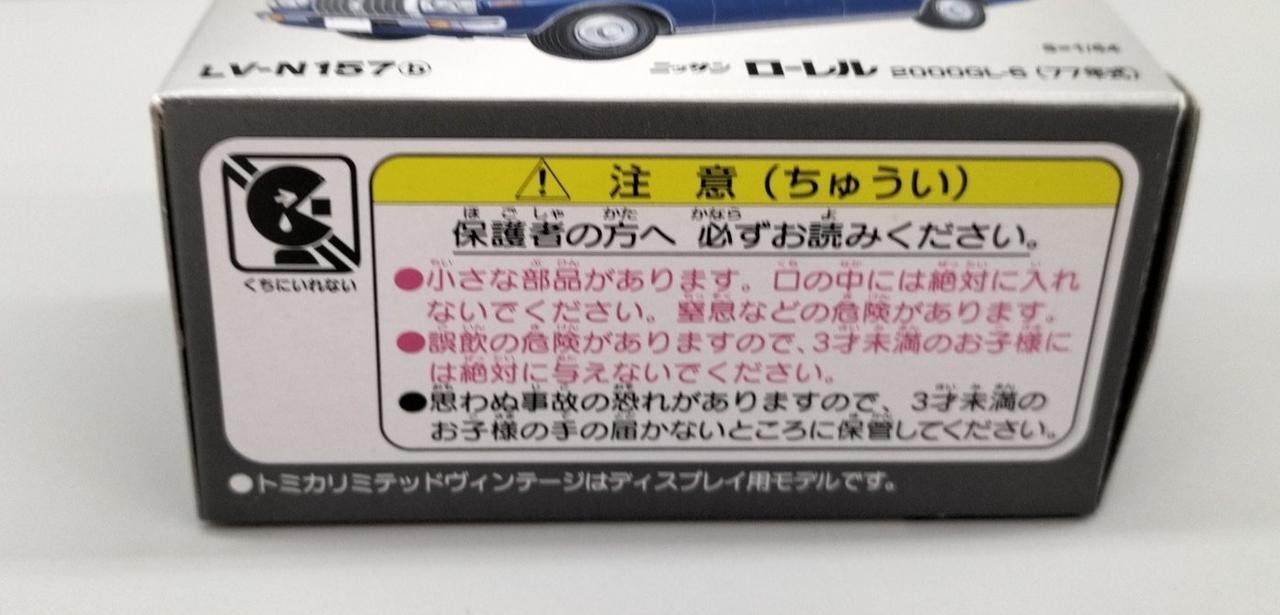 S=1/64
LV-N157b ニッサン ローレル 2000GL-6(77年式)
注意(ちゅうい)
保護者の方へ 必ずお読みください。
くちにいれない
●小さな部品があります。口の中には絶対に入れ
ないでください。窒息などの危険があります。
●誤飲の危険がありますので、3才未満のお子様に
は絶対に与えないでください。
●思わぬ事故の恐れがありますので、3才未満の
お子様の手の届かないところに保管してください。
●トミカリミテッドヴィンテージはディスプレイ用モデルです。